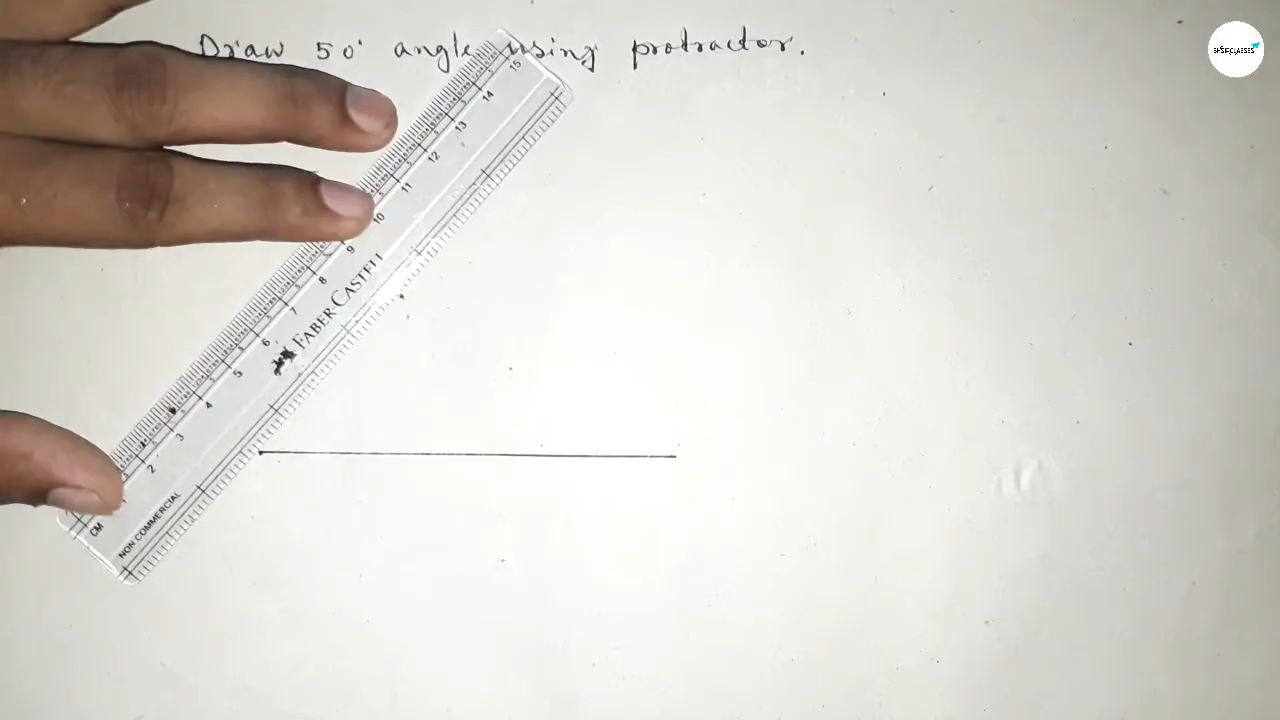 Draw 50° angle using protractor.
SHSIRCLASSES
15
14
13
12
11
10
9
8
7
6
5
4
3
2
CM
FABER-CASTELL
NON COMMERCIAL